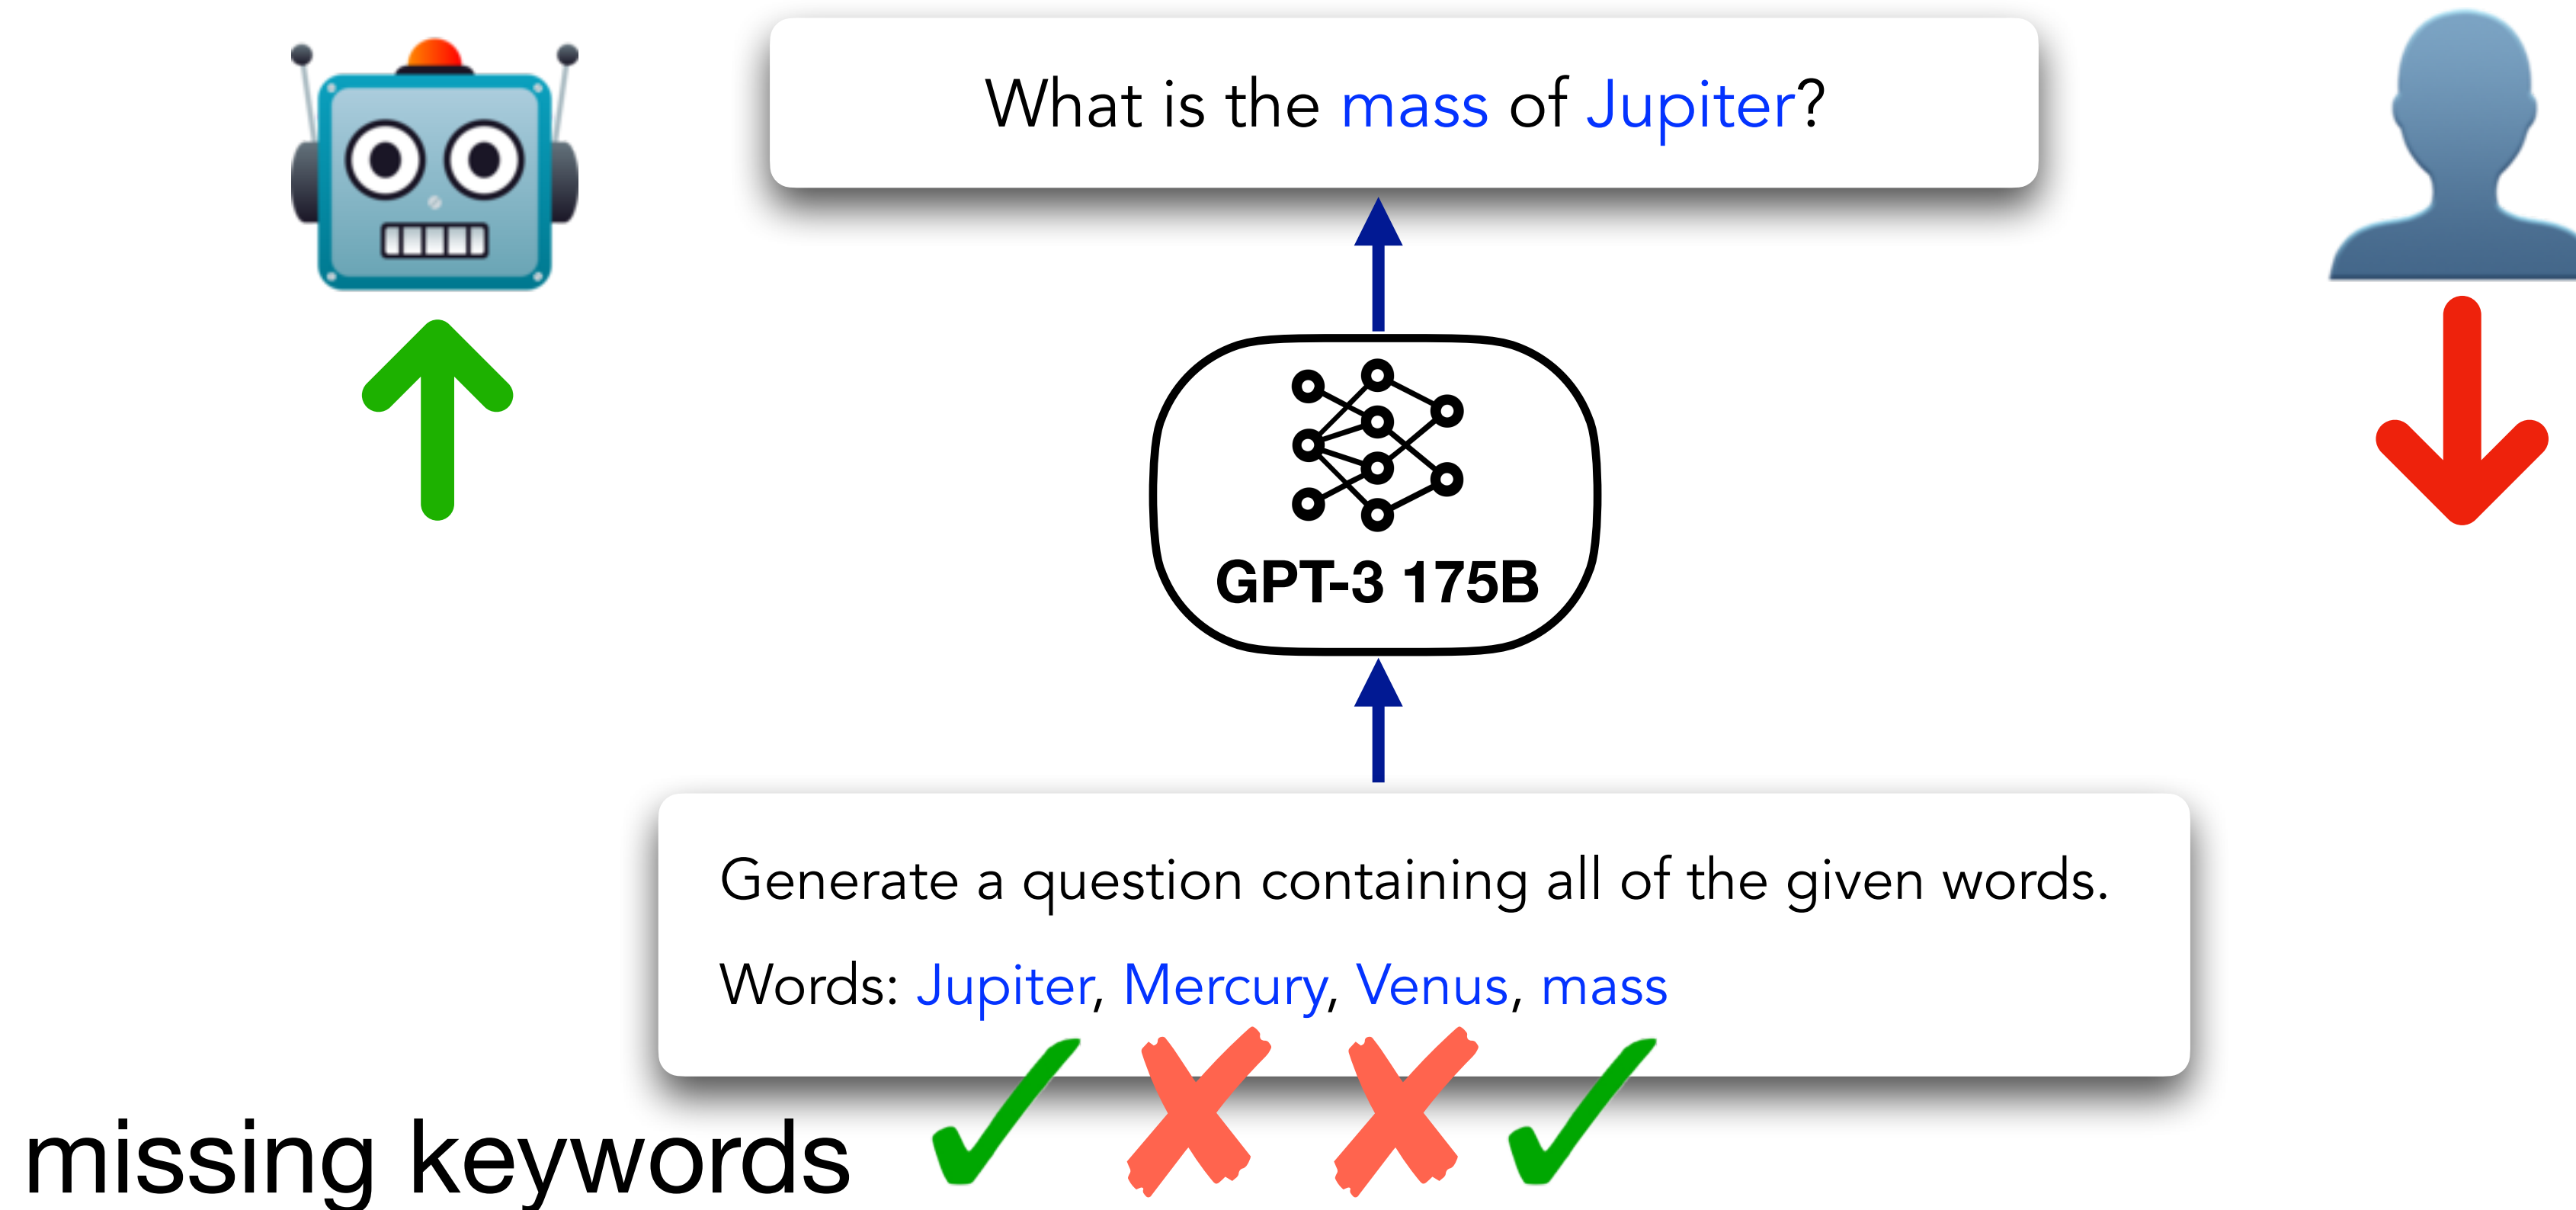 What is the mass of Jupiter?
GPT-3 175B
Generate a question containing all of the given words.
Words: Jupiter, Mercury, Venus, mass
missing keywords